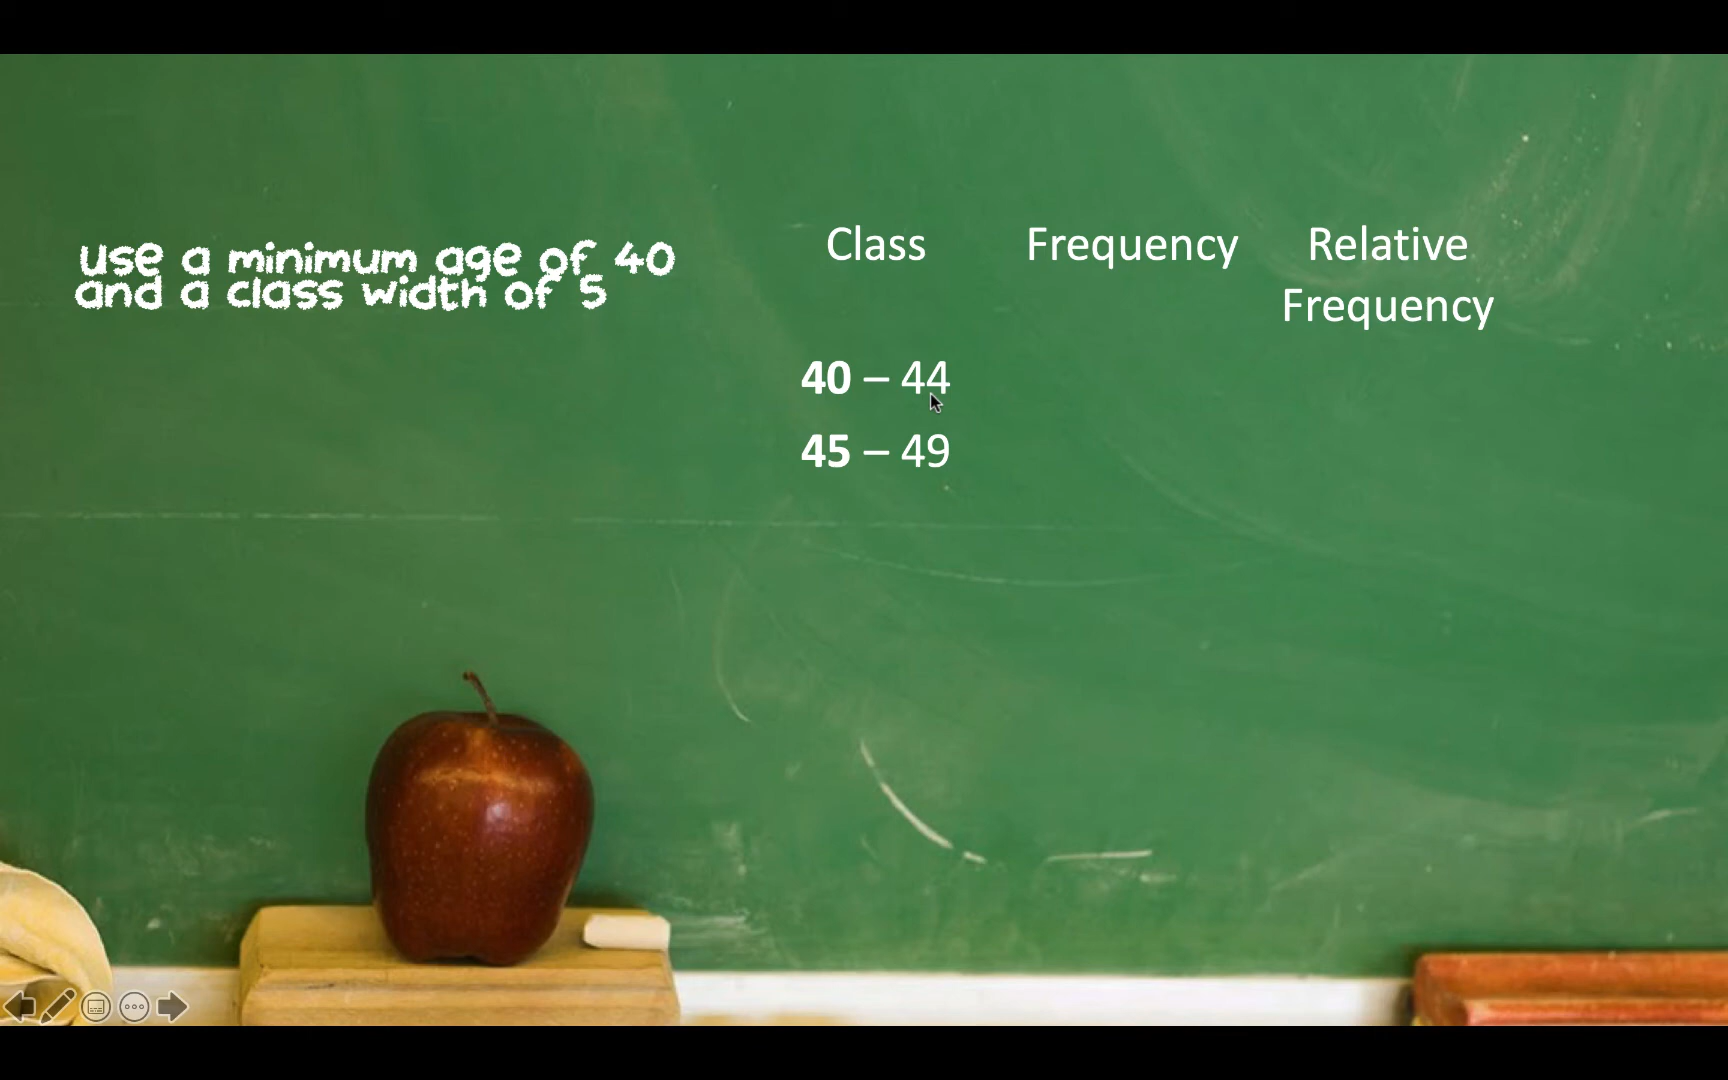 use a minimum age of 40
and a class width of 5
Class Frequency Relative
Frequency
40 – 44
45 – 49